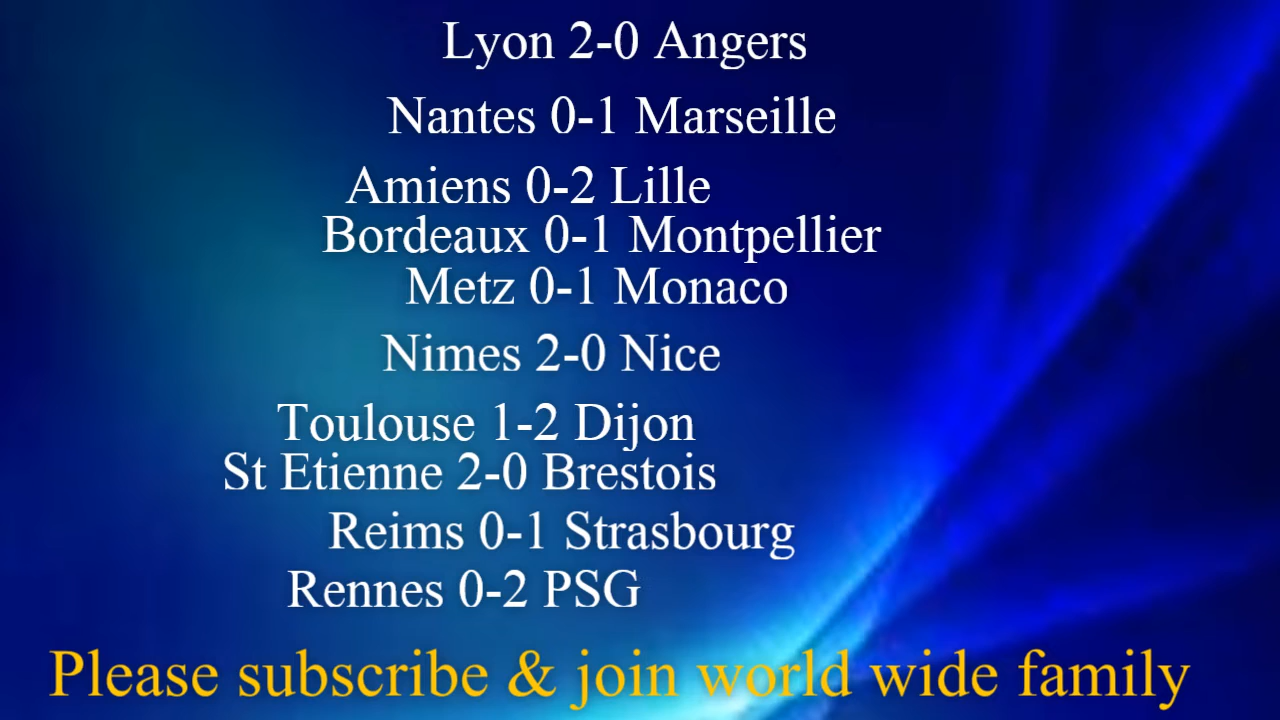 Lyon 2-0 Angers
Nantes 0-1 Marseille
Amiens 0-2 Lille
Bordeaux 0-1 Montpellier
Metz 0-1 Monaco
Nimes 2-0 Nice
Toulouse 1-2 Dijon
St Etienne 2-0 Brestois
Reims 0-1 Strasbourg
Rennes 0-2 PSG
Please subscribe & join world wide family